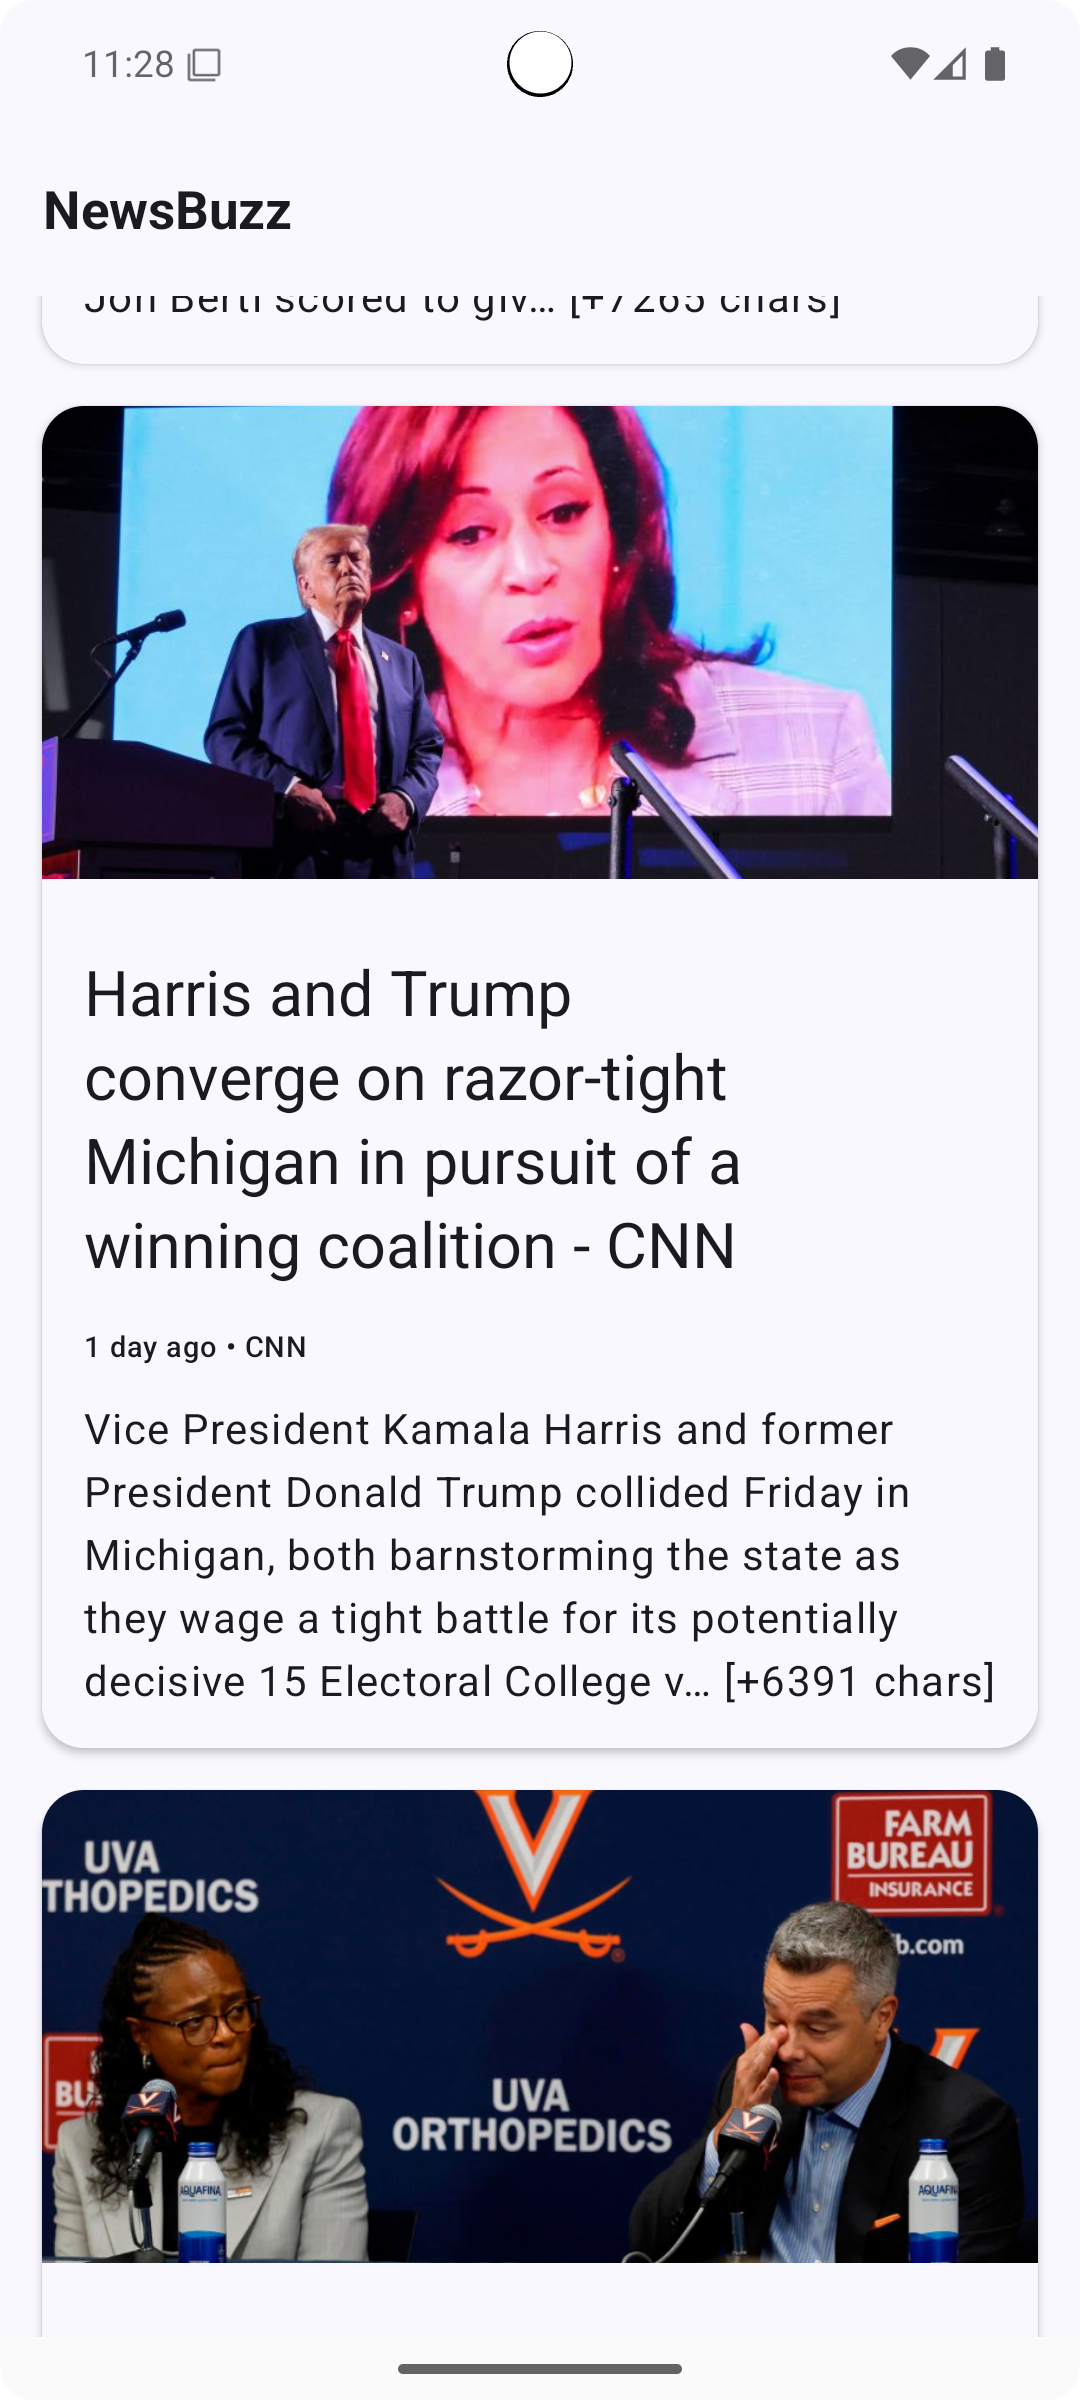 11:28
NewsBuzz
Jon Berti scored to giv… [+7265 chars]
Harris and Trump
converge on razor-tight
Michigan in pursuit of a
winning coalition - CNN
1 day ago • CNN
Vice President Kamala Harris and former
President Donald Trump collided Friday in
Michigan, both barnstorming the state as
they wage a tight battle for its potentially
decisive 15 Electoral College v… [+6391 chars]
UVA
THOPEDICS
FARM
BUREAU
INSURANCE
b.com
BU
UVA
ORTHOPEDICS
AQUAFINA
AQUAFINA